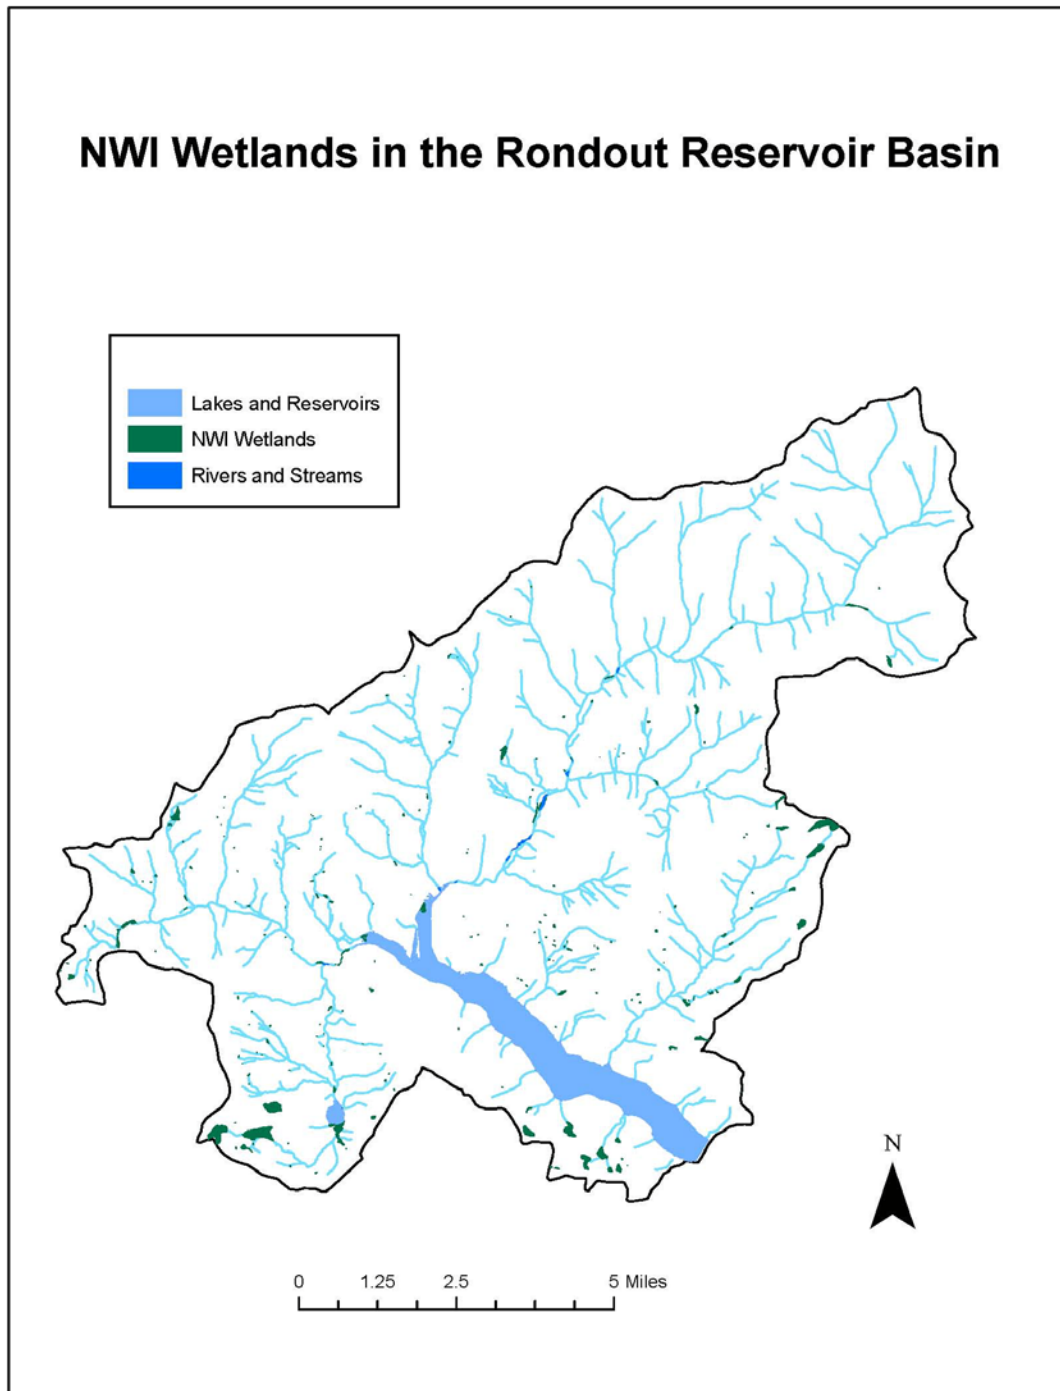 NWI Wetlands in the Rondout Reservoir Basin
Lakes and Reservoirs
NWI Wetlands
Rivers and Streams
N
0 1.25 2.5 5 Miles